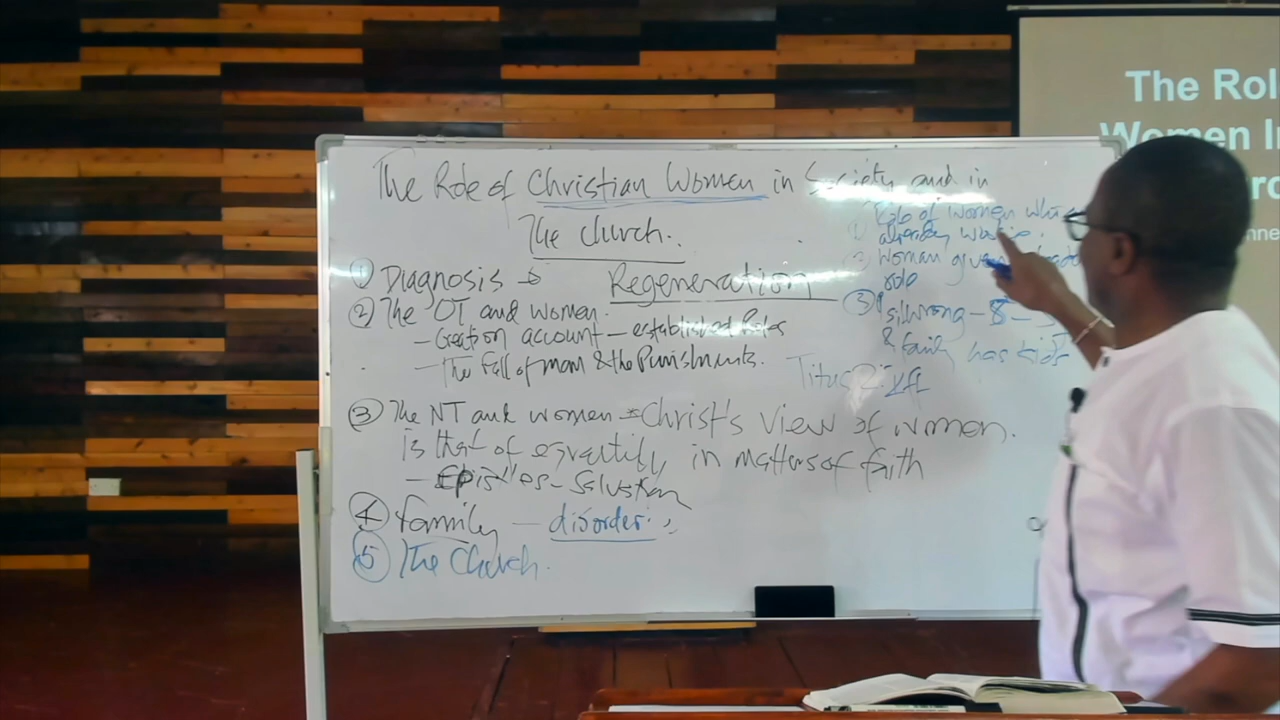 The Role of Christian Women in Society and in
The Church.
① Diagnosis
Regeneration
② The OT and women.
- Creation account - established Roles
- The Fall of man & the Punishments.
③ The NT and women - Christ's view of women.
is that of equality in matters of faith
- Epistles - Salvation
④ family - disorder.
⑤ The Church.
Role of women
already
woman
role
③
& family has kids
Titus 2:
The Rol
Women I